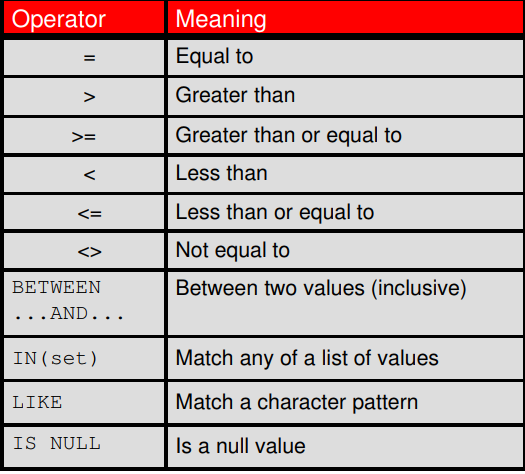 Operator Meaning
= Equal to
> Greater than
>= Greater than or equal to
< Less than
<= Less than or equal to
<> Not equal to
BETWEEN Between two values (inclusive)
...AND...
IN(set) Match any of a list of values
LIKE Match a character pattern
IS NULL Is a null value